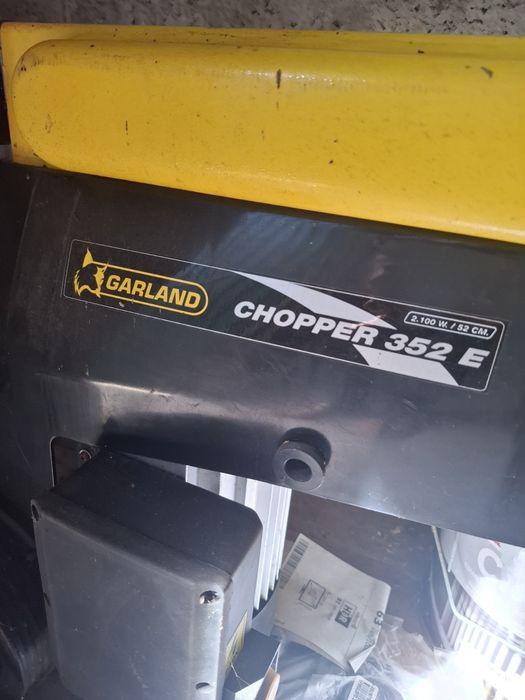 GARLAND
CHOPPER 352 E
2.100 W. / 52 CM.